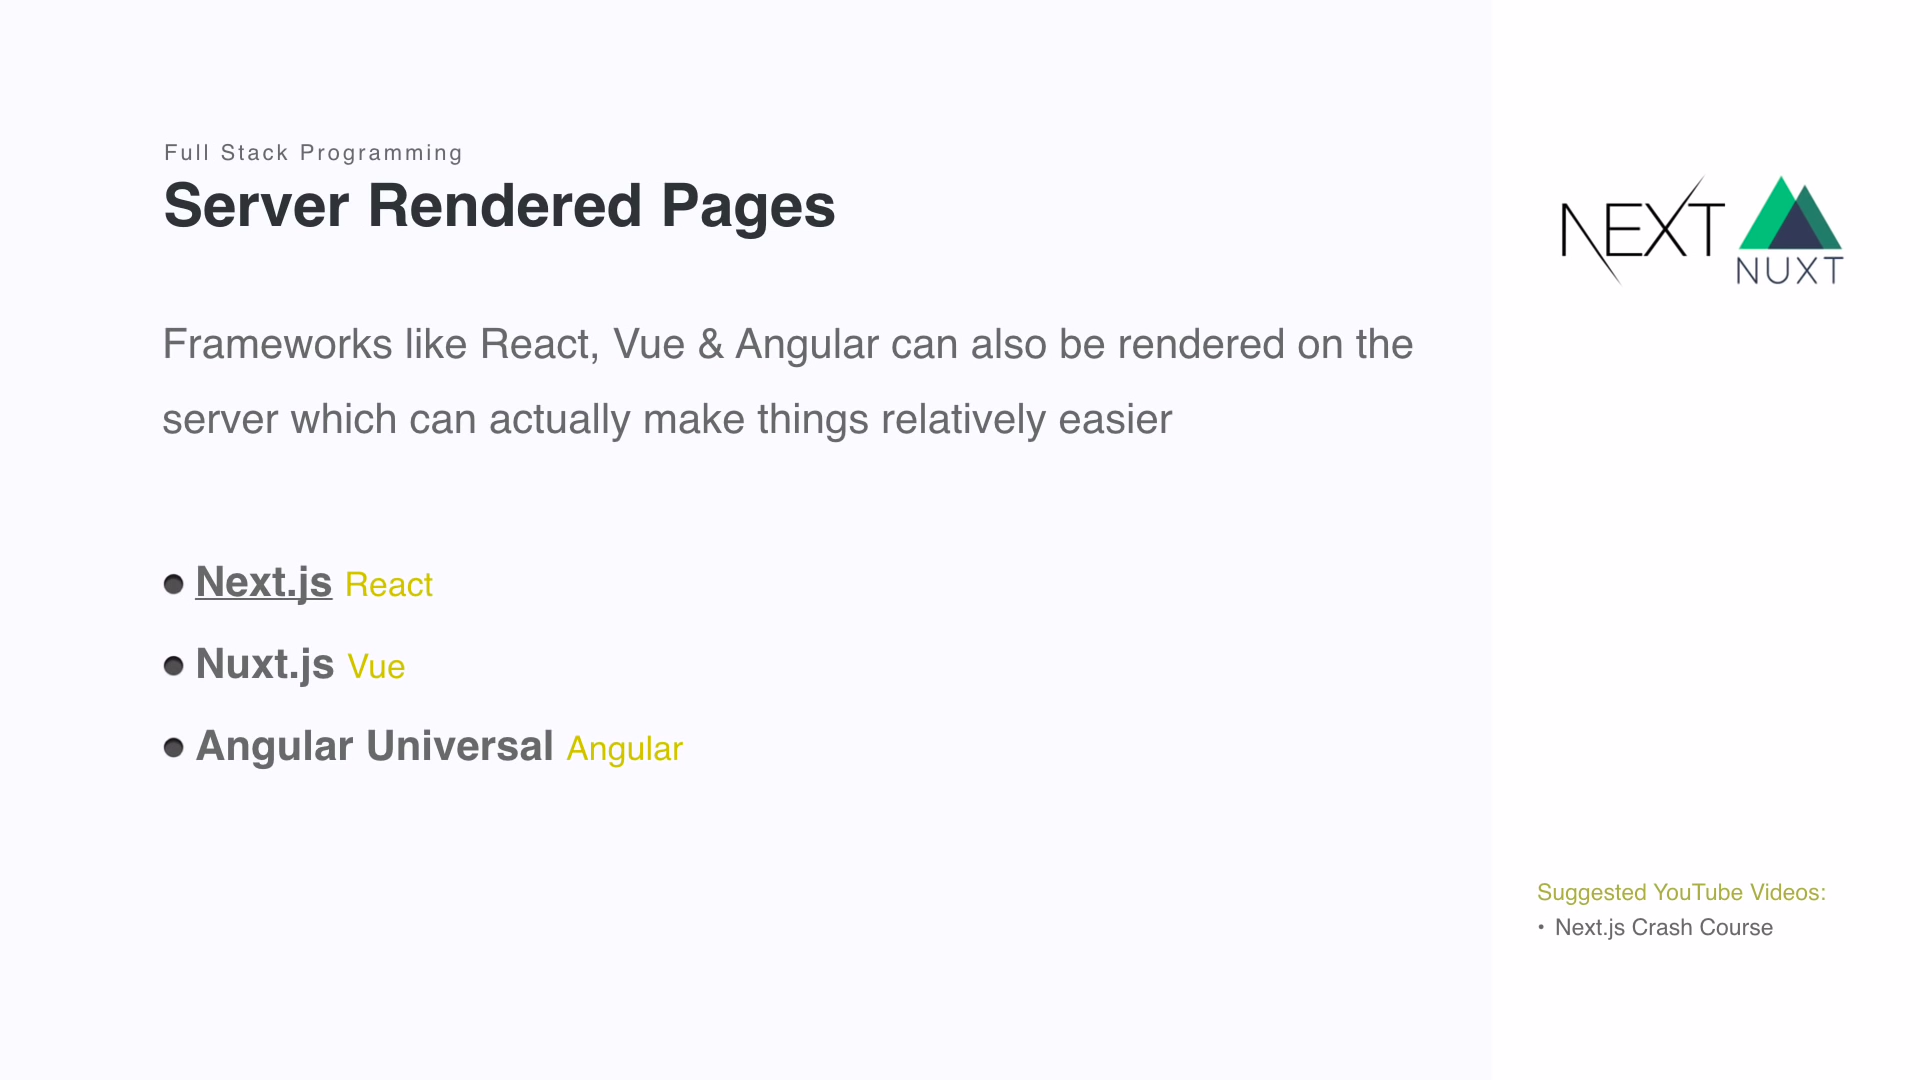 Full Stack Programming
Server Rendered Pages
Frameworks like React, Vue & Angular can also be rendered on the
server which can actually make things relatively easier
● Next.js React
● Nuxt.js Vue
● Angular Universal Angular
NEXT
NUXT
Suggested YouTube Videos:
• Next.js Crash Course